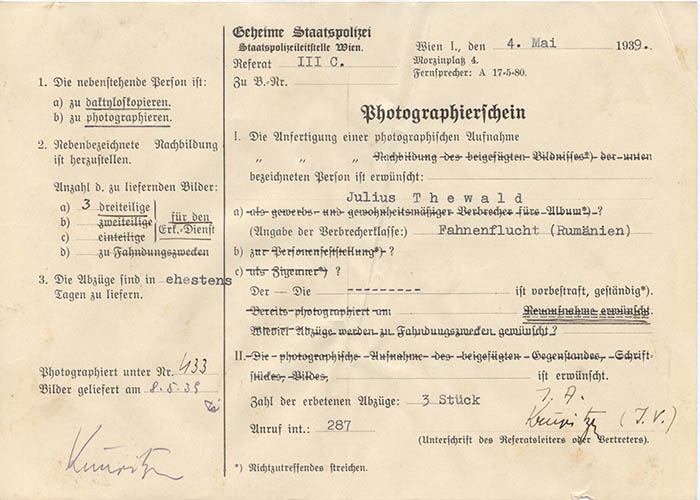 Geheime Staatspolizei
Staatspolizeileitstelle Wien.
Referat III C.
Zu B.-Nr.
Wien I., den 4. Mai 1939.
Morzinplatz 4.
Fernsprecher: A 17-5-80.
1. Die nebenstehende Person ist:
a) zu daktyloskopieren.
b) zu photographieren.
2. Nebenbezeichnete Nachbildung
ist herzustellen.
Anzahl d. zu liefernden Bilder:
a) 3 dreiteilige
b) zweiteilige
c) einteilige
für den
Erk.-Dienst
d) zu Fahndungszwecken
3. Die Abzüge sind in ehestens
Tagen zu liefern.
Photographiert unter Nr. 433
Bilder geliefert am 8.5.39
Photographierschein
I. Die Anfertigung einer photographischen Aufnahme
„ „ „ Nachbildung des beigefügten Bildnisses*) der unten
bezeichneten Person ist erwünscht:
Julius Thewald
a) als gewerbs- und gewohnheitsmäßiger Verbrecher fürs Album*) ?
(Angabe der Verbrecherklasse: Fahnenflucht (Rumänien)
b) zur Personenfeststellung*) ?
c) als Zigeuner*) ?
Der - Die --------- ist vorbestraft, geständig*).
Bereits photographiert am Neuaufnahme erwünscht.
Wieviel Abzüge werden zu Fahndungszwecken gewünscht ?
II. Die photographische Aufnahme des beigefügten Gegenstandes, Schrift-
stückes, Bildes, ist erwünscht.
Zahl der erbetenen Abzüge: 3 Stück
Anruf int.: 287
(Unterschrift des Referatsleiters oder Vertreters).
*) Nichtzutreffendes streichen.